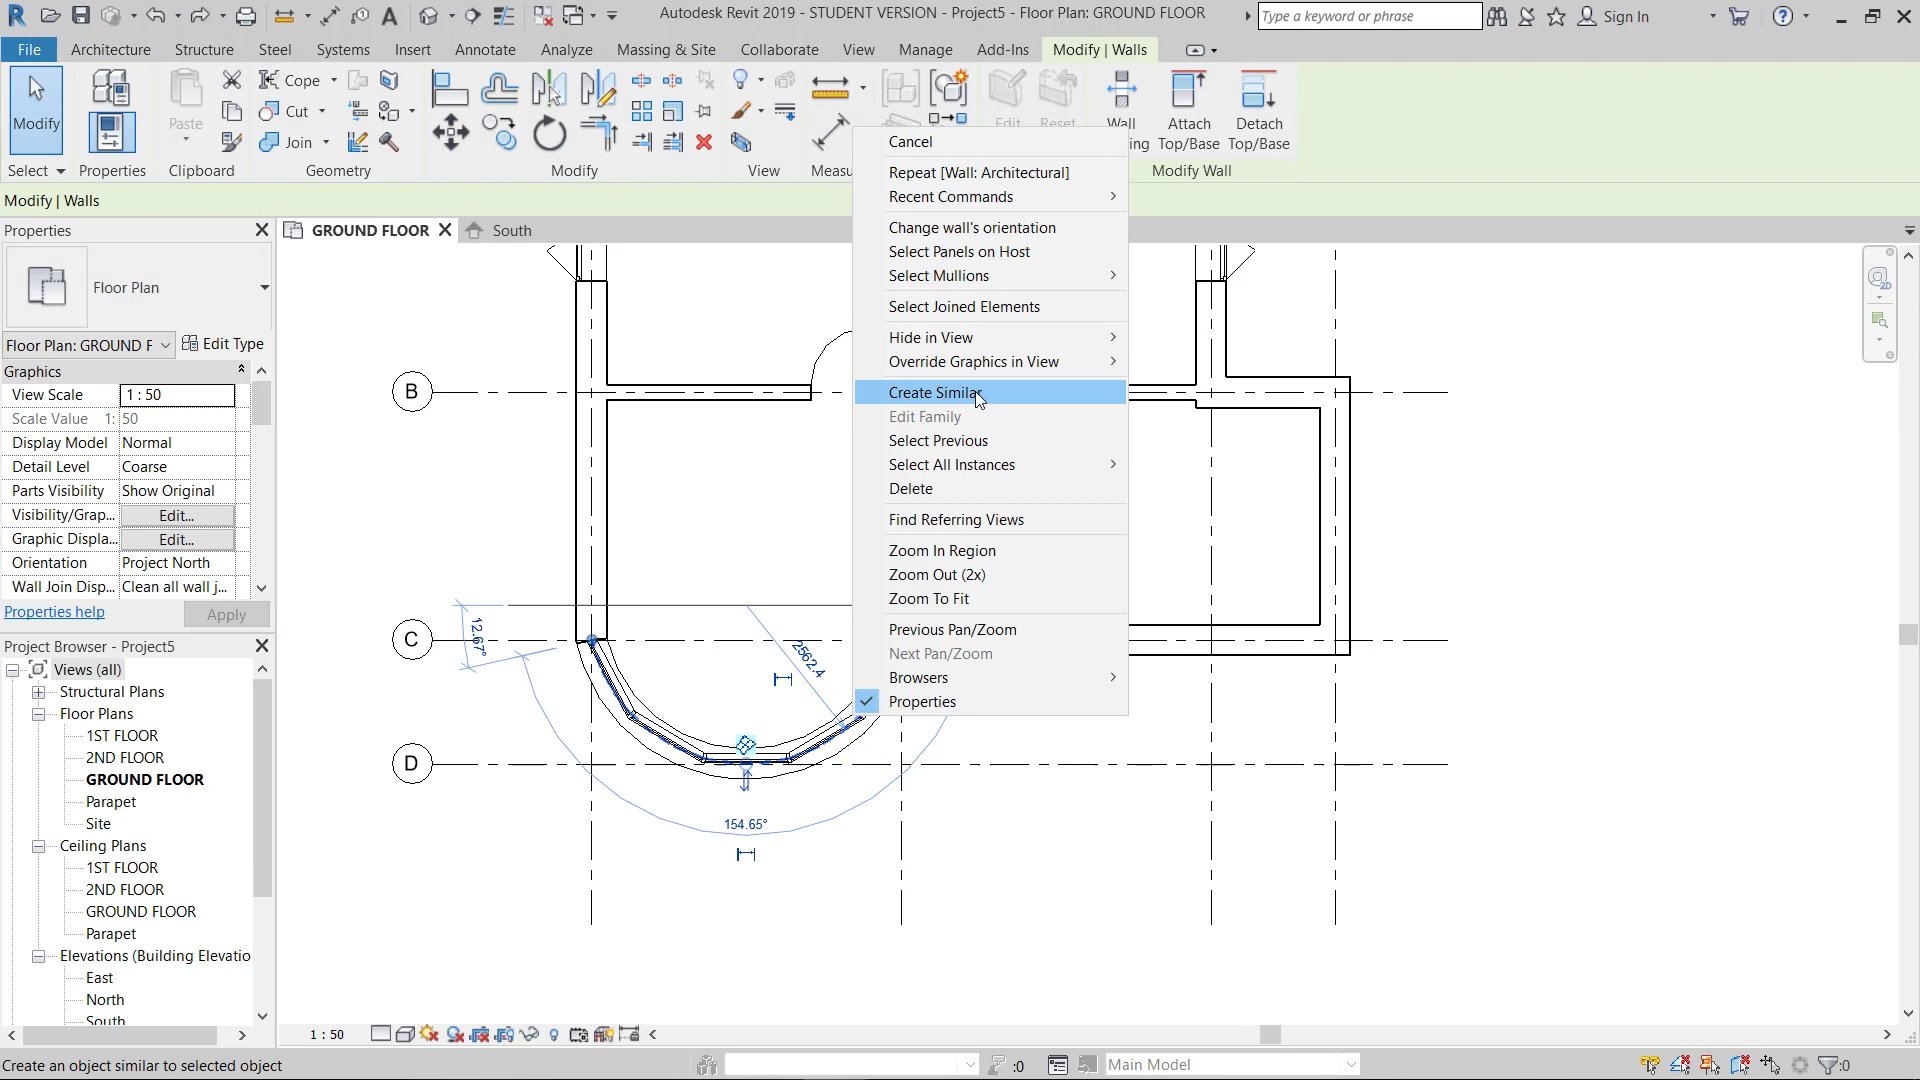 Autodesk Revit 2019 - STUDENT VERSION - Project5 - Floor Plan: GROUND FLOOR
Type a keyword or phrase
Sign In
File Architecture Structure Steel Systems Insert Annotate Analyze Massing & Site Collaborate View Manage Add-Ins Modify | Walls
Modify
Paste
Cope
Cut
Join
Edit
Reset
Wall
Attach
Top/Base
Detach
Top/Base
Select Properties Clipboard Geometry Modify View Modify Wall
Modify | Walls
Properties
GROUND FLOOR
South
Floor Plan
Floor Plan: GROUND F
Edit Type
Graphics
View Scale 1 : 50
Scale Value 1: 50
Display Model Normal
Detail Level Coarse
Parts Visibility Show Original
Visibility/Grap... Edit...
Graphic Displa... Edit...
Orientation Project North
Wall Join Disp... Clean all wall j...
Properties help
Apply
Project Browser - Project5
Views (all)
Structural Plans
Floor Plans
1ST FLOOR
2ND FLOOR
GROUND FLOOR
Parapet
Site
Ceiling Plans
1ST FLOOR
2ND FLOOR
GROUND FLOOR
Parapet
Elevations (Building Elevatio
East
North
South
Cancel
Repeat [Wall: Architectural]
Recent Commands
Change wall's orientation
Select Panels on Host
Select Mullions
Select Joined Elements
Hide in View
Override Graphics in View
Create Similar
Edit Family
Select Previous
Select All Instances
Delete
Find Referring Views
Zoom In Region
Zoom Out (2x)
Zoom To Fit
Previous Pan/Zoom
Next Pan/Zoom
Browsers
Properties
B
C
D
12.67°
2562.4
154.65°
1 : 50
Create an object similar to selected object
:0
Main Model
:0